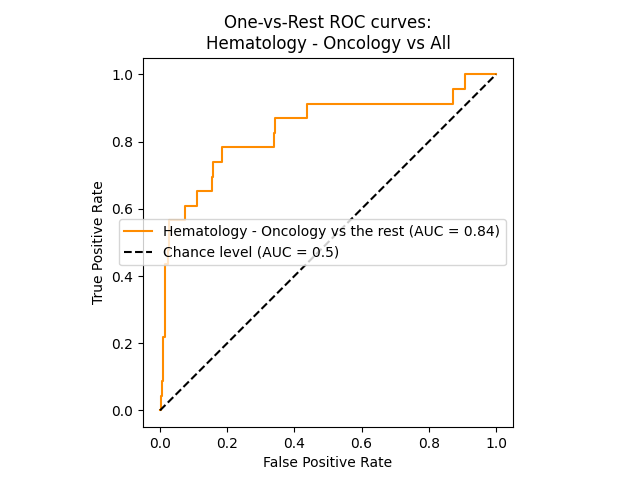 One-vs-Rest ROC curves:
Hematology - Oncology vs All
1.0
0.8
0.6
0.4
0.2
0.0
True Positive Rate
Hematology - Oncology vs the rest (AUC = 0.84)
Chance level (AUC = 0.5)
0.0 0.2 0.4 0.6 0.8 1.0
False Positive Rate